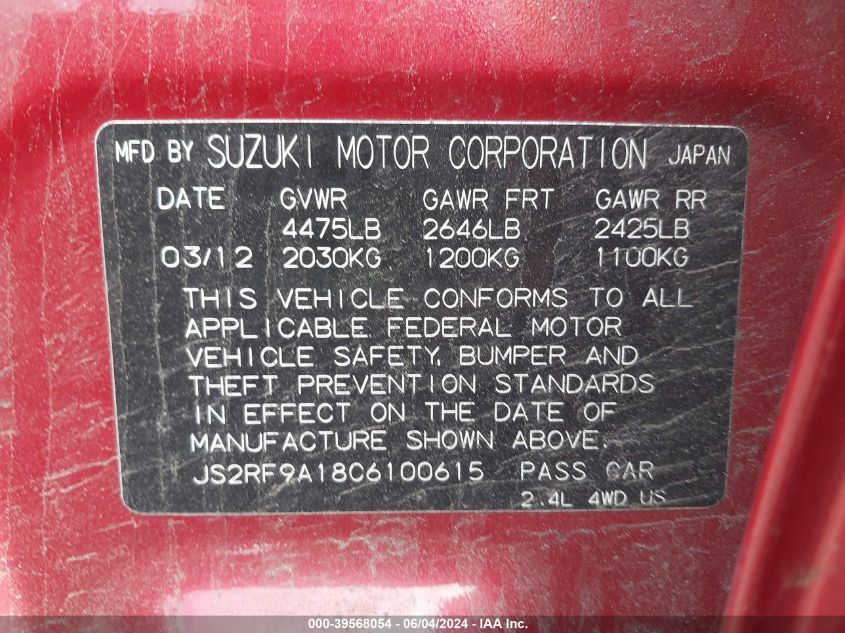 MFD BY SUZUKI MOTOR CORPORATION JAPAN
DATE GVWR GAWR FRT GAWR RR
4475LB 2646LB 2425LB
03/12 2030KG 1200KG 1100KG
THIS VEHICLE CONFORMS TO ALL
APPLICABLE FEDERAL MOTOR
VEHICLE SAFETY, BUMPER AND
THEFT PREVENTION STANDARDS
IN EFFECT ON THE DATE OF
MANUFACTURE SHOWN ABOVE.
JS2RF9A18C6100615 PASS CAR
2.4L 4WD US
000-39568054 - 06/04/2024 - IAA Inc.